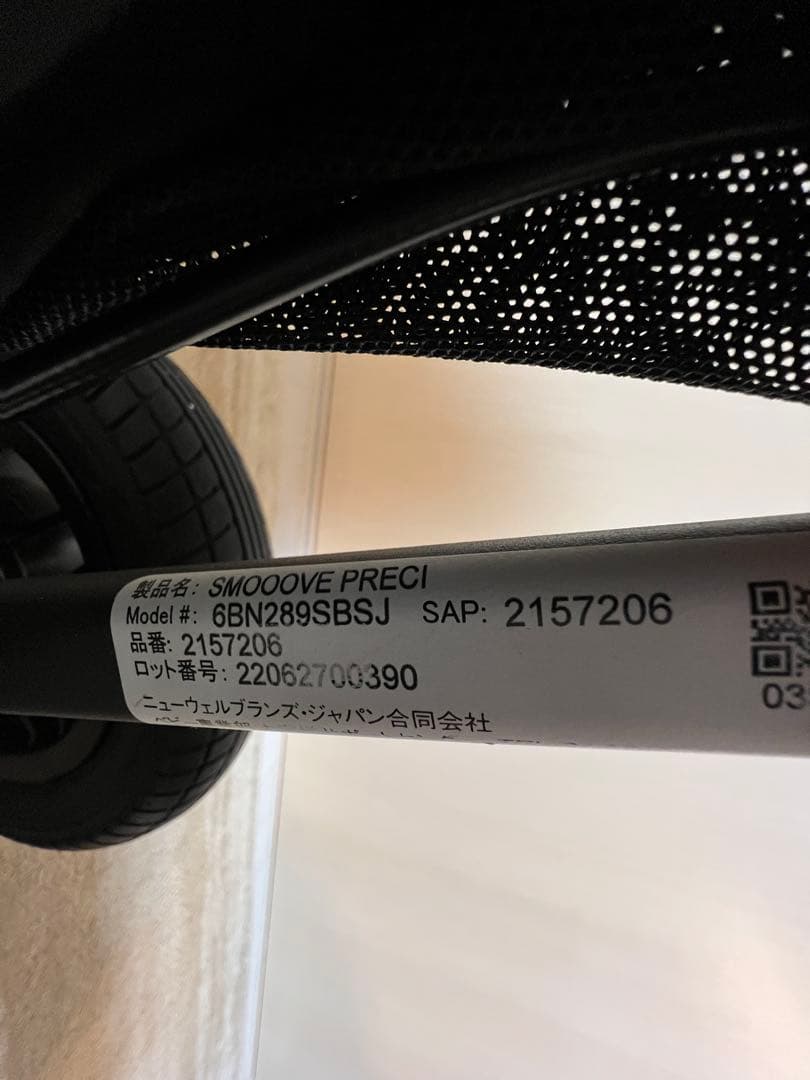 製品名: SMOOOVE PRECI
Model #: 6BN289SBSJ SAP: 2157206
品番: 2157206
ロット番号: 22062700390
ニューウェルブランズ・ジャパン合同会社
03